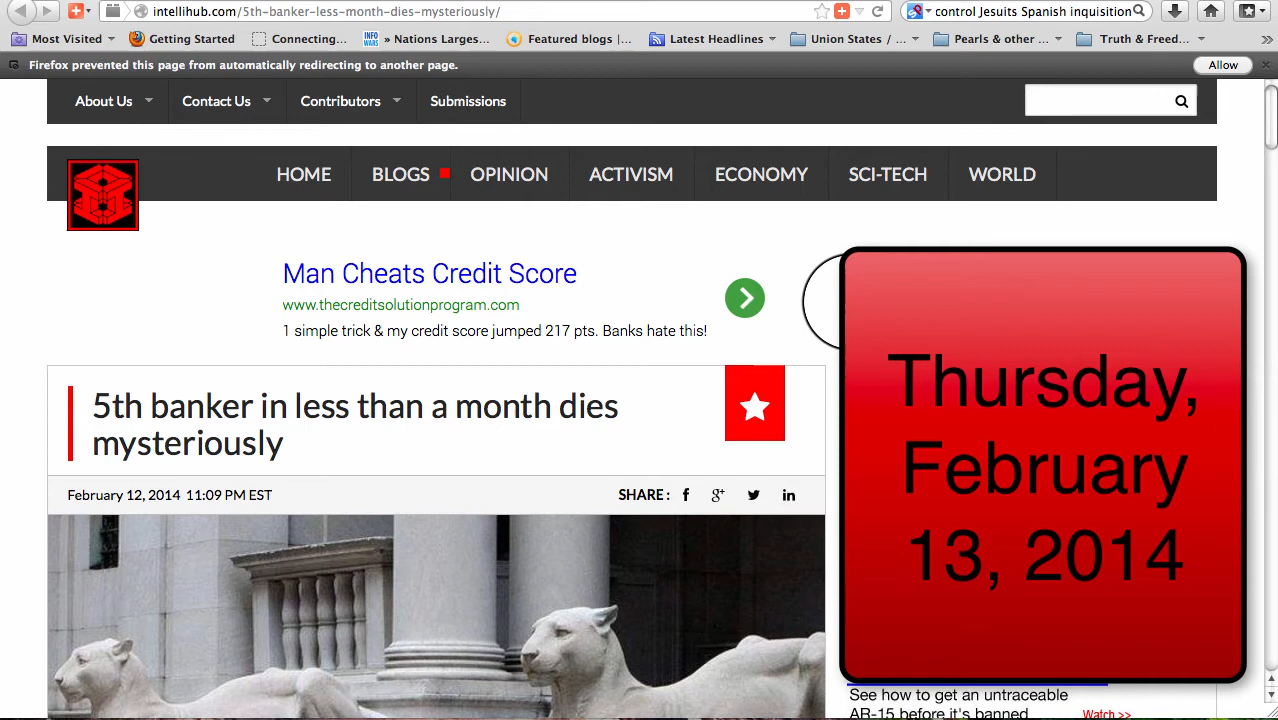 intellihub.com/5th-banker-less-month-dies-mysteriously/
control Jesuits Spanish inquisition
Most Visited
Getting Started
Connecting...
INFO WARS
» Nations Larges...
Featured blogs |...
Latest Headlines
Union States / ...
Pearls & other ...
Truth & Freed...
Firefox prevented this page from automatically redirecting to another page.
Allow
About Us
Contact Us
Contributors
Submissions
HOME
BLOGS
OPINION
ACTIVISM
ECONOMY
SCI-TECH
WORLD
Man Cheats Credit Score
www.thecreditsolutionprogram.com
1 simple trick & my credit score jumped 217 pts. Banks hate this!
5th banker in less than a month dies
mysteriously
February 12, 2014 11:09 PM EST
SHARE :
Thursday,
February
13, 2014
See how to get an untraceable
AR-15 before it's banned
Watch >>